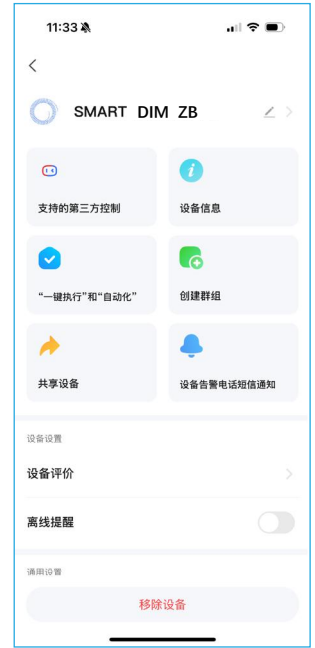 11:33
SMART DIM ZB
支持的第三方控制
设备信息
“一键执行”和“自动化”
创建群组
共享设备
设备告警电话短信通知
设备设置
设备评价
离线提醒
通用设置
移除设备